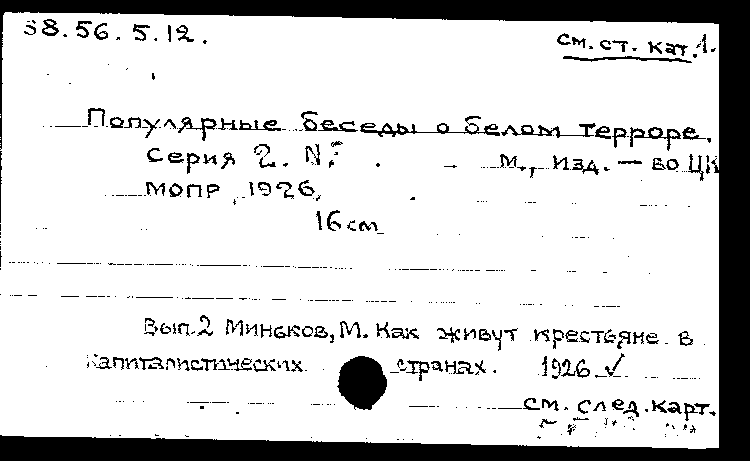 38.56.5.12.
см. ст. кат. 1.
Популярные беседы о белом терроре.
Серия 2. № М., Изд.-во ЦК
МОПР, 1926.
16 см
Вып. 2 Миньков, М. Как живут крестьяне в
капиталистических странах. 1926 ✓
см. след. карт.